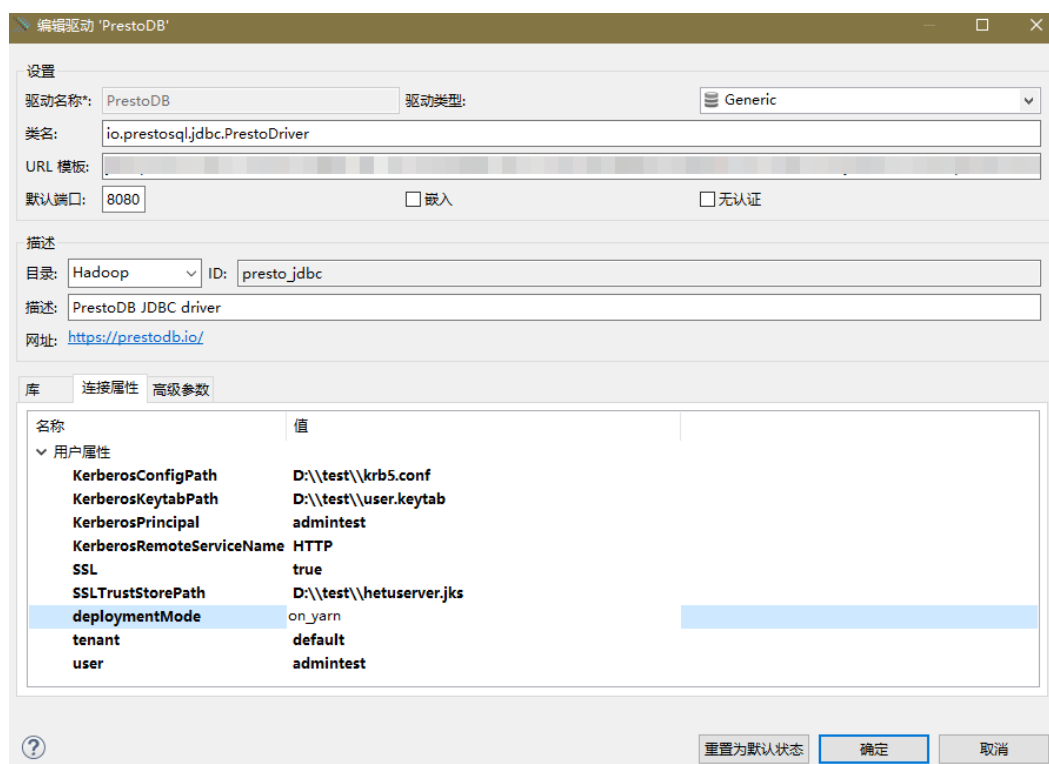 编辑驱动 'PrestoDB'
设置
驱动名称*: PrestoDB 驱动类型: Generic
类名: io.prestosql.jdbc.PrestoDriver
URL 模板:
默认端口: 8080 嵌入 无认证
描述
目录: Hadoop ID: presto_jdbc
描述: PrestoDB JDBC driver
网址: https://prestodb.io/
库 连接属性 高级参数
名称 值
用户属性
KerberosConfigPath D:\\test\\krb5.conf
KerberosKeytabPath D:\\test\\user.keytab
KerberosPrincipal admintest
KerberosRemoteServiceName HTTP
SSL true
SSLTrustStorePath D:\\test\\hetuserver.jks
deploymentMode on_yarn
tenant default
user admintest
? 重置为默认状态 确定 取消